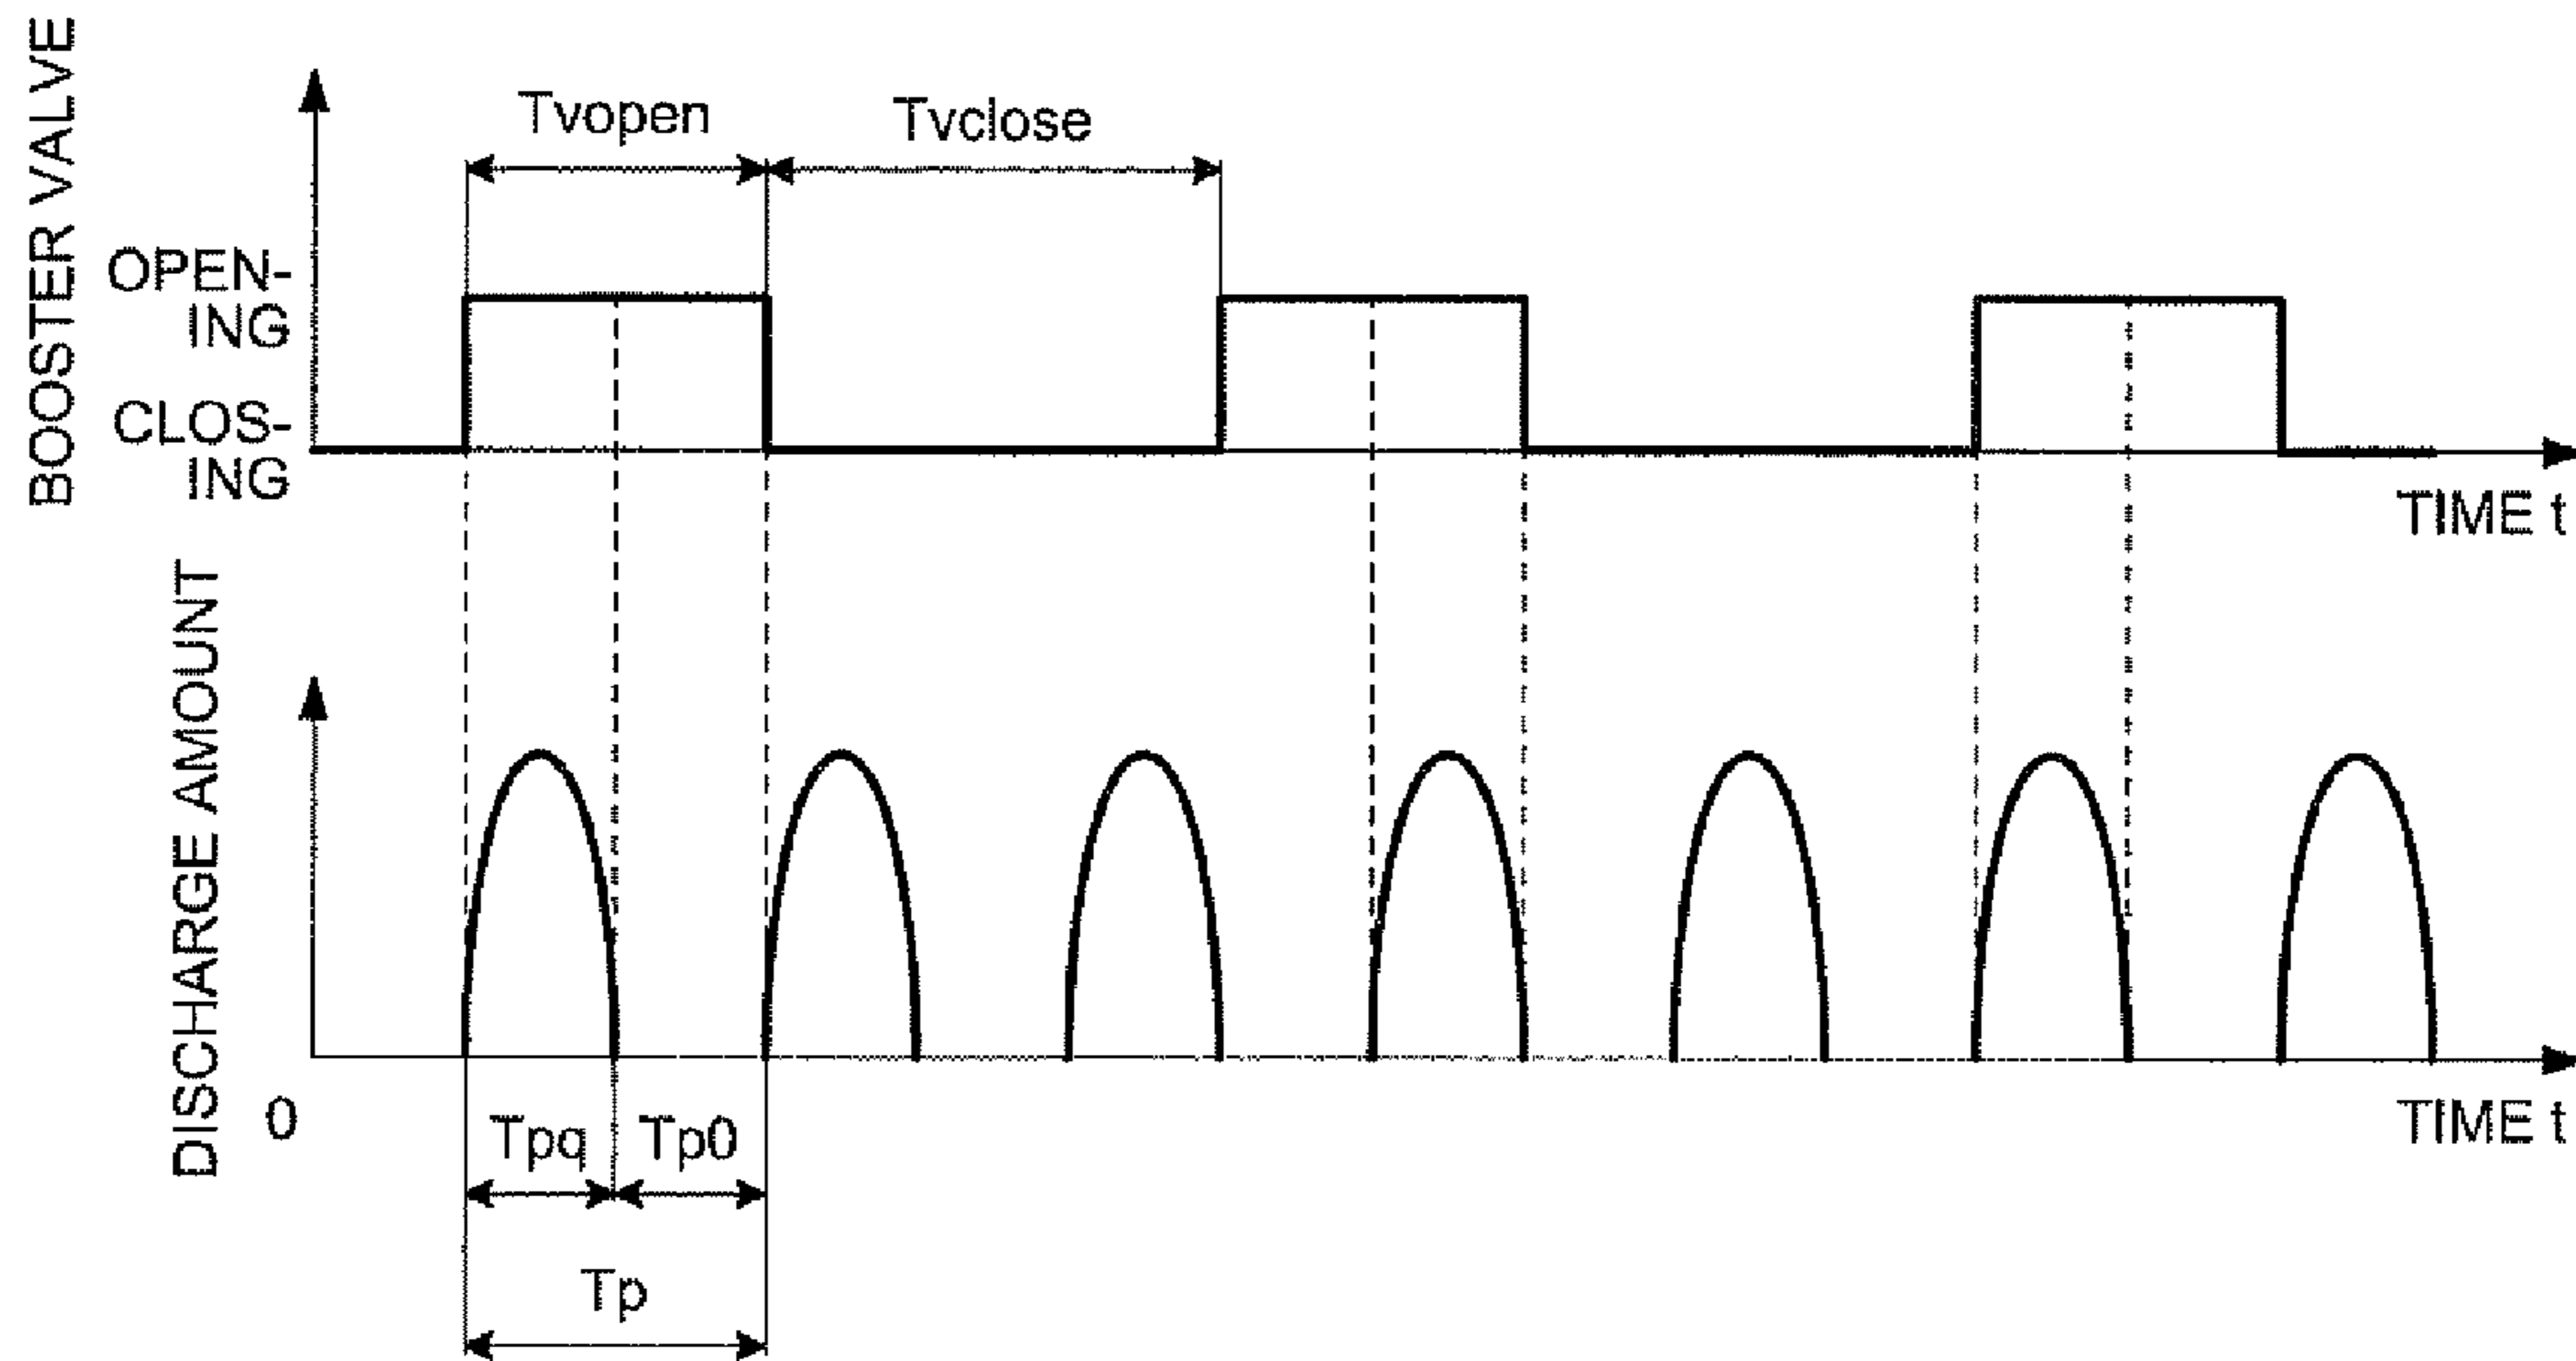 BOOSTER VALVE
Tvopen
Tvclose
OPEN-
ING
CLOS-
ING
TIME t
DISCHARGE AMOUNT
0
TIME t
Tpq
Tp0
Tp